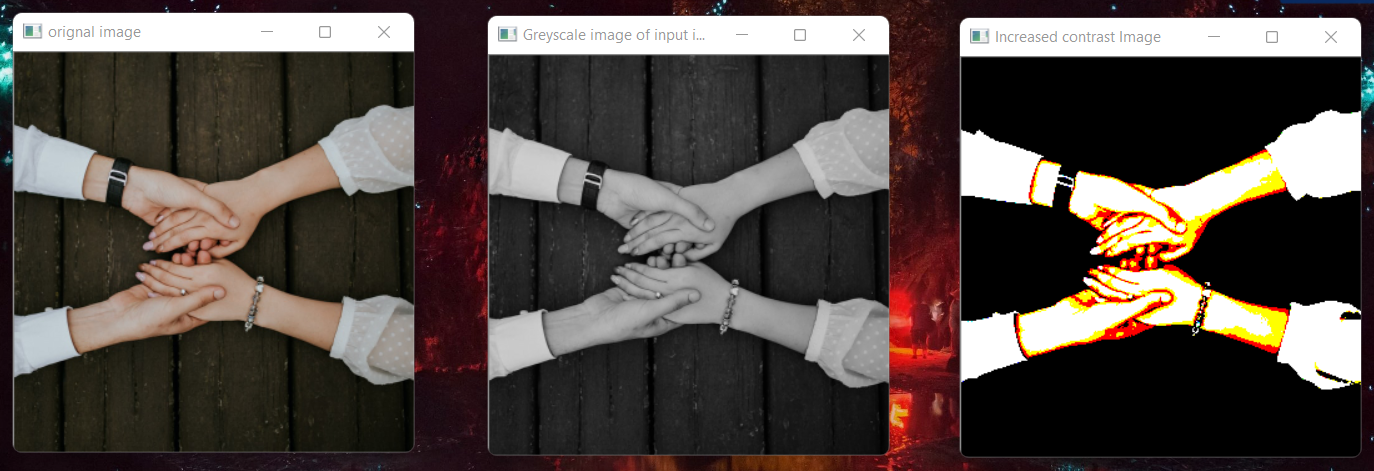 orignal image
Greyscale image of input i...
Increased contrast Image